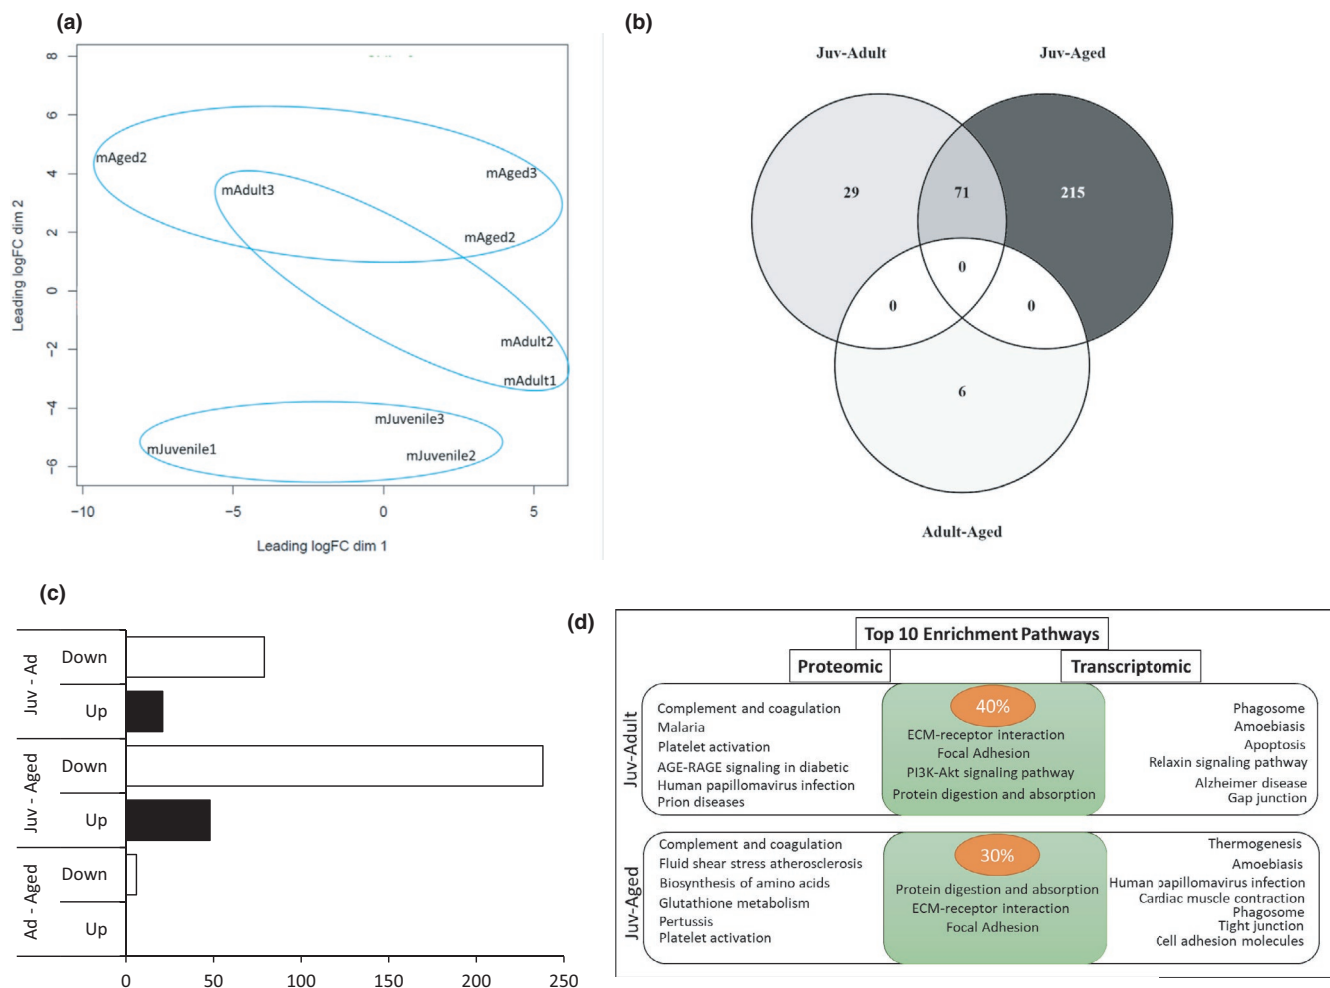 (a)
8
6
4
2
0
−2
−4
−6
Leading logFC dim 2
mAged2
mAged3
mAdult3
mAged2
mAdult2
mAdult1
mJuvenile3
mJuvenile1
mJuvenile2
−10
−5
0
5
Leading logFC dim 1
(b)
Juv-Adult
Juv-Aged
29
71
215
0
0
0
6
Adult-Aged
(c)
Juv - Ad
Down
Up
Juv - Aged
Down
Up
Ad - Aged
Down
Up
0
50
100
150
200
250
(d)
Top 10 Enrichment Pathways
Proteomic
Transcriptomic
Juv-Adult
Complement and coagulation
Malaria
Platelet activation
AGE-RAGE signaling in diabetic
Human papillomavirus infection
Prion diseases
40%
ECM-receptor interaction
Focal Adhesion
PI3K-Akt signaling pathway
Protein digestion and absorption
Phagosome
Amoebiasis
Apoptosis
Relaxin signaling pathway
Alzheimer disease
Gap junction
Juv-Aged
Complement and coagulation
Fluid shear stress atherosclerosis
Biosynthesis of amino acids
Glutathione metabolism
Pertussis
Platelet activation
30%
Protein digestion and absorption
ECM-receptor interaction
Focal Adhesion
Thermogenesis
Amoebiasis
Human papillomavirus infection
Cardiac muscle contraction
Phagosome
Tight junction
Cell adhesion molecules